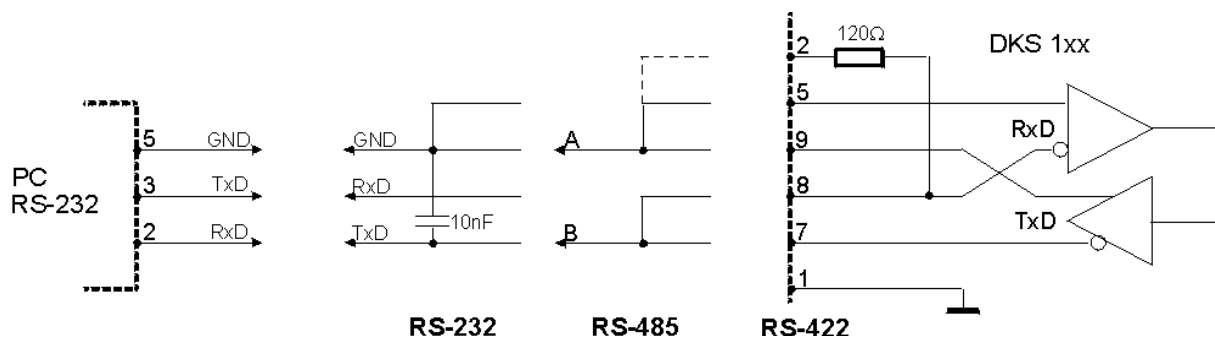 120Ω
DKS 1xx
2
5
RxD
9
8
TxD
7
1
PC
RS-232
5 GND
3 TxD
2 RxD
GND
RxD
10nF
TxD
A
B
RS-232 RS-485 RS-422